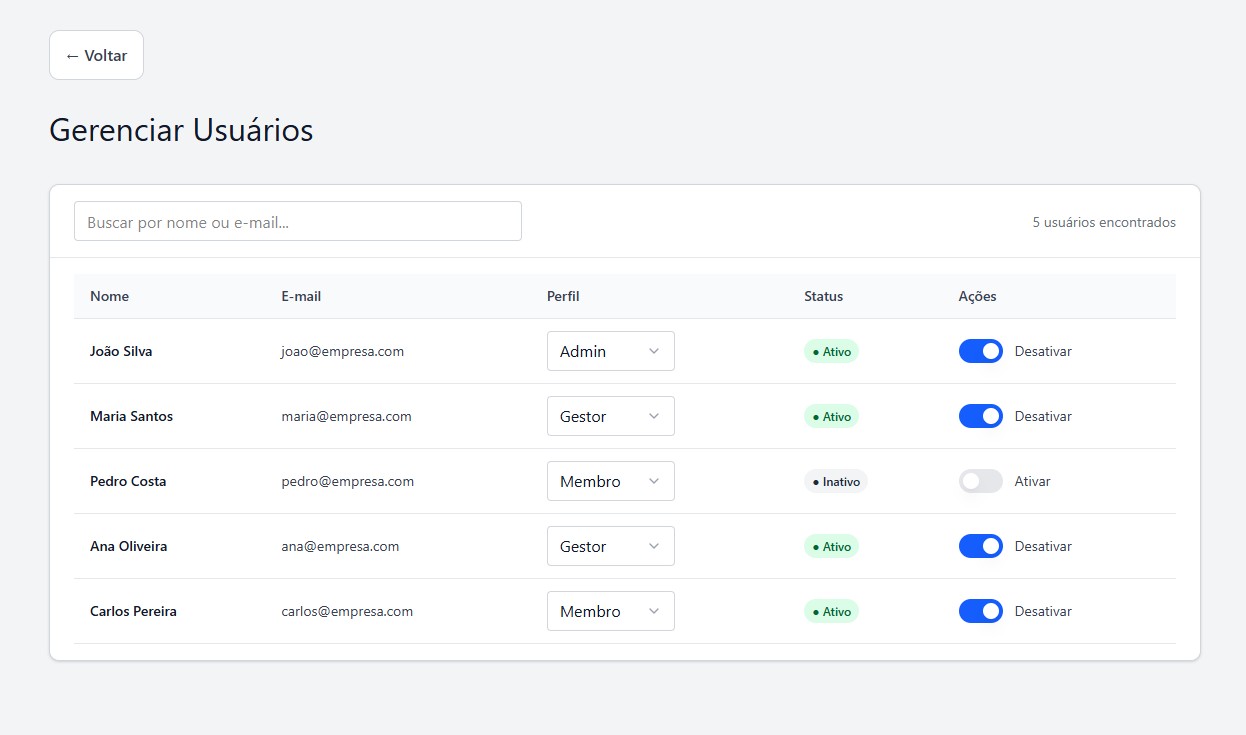 ← Voltar
Gerenciar Usuários
Buscar por nome ou e-mail... 5 usuários encontrados
Nome E-mail Perfil Status Ações
João Silva joao@empresa.com Admin • Ativo Desativar
Maria Santos maria@empresa.com Gestor • Ativo Desativar
Pedro Costa pedro@empresa.com Membro • Inativo Ativar
Ana Oliveira ana@empresa.com Gestor • Ativo Desativar
Carlos Pereira carlos@empresa.com Membro • Ativo Desativar